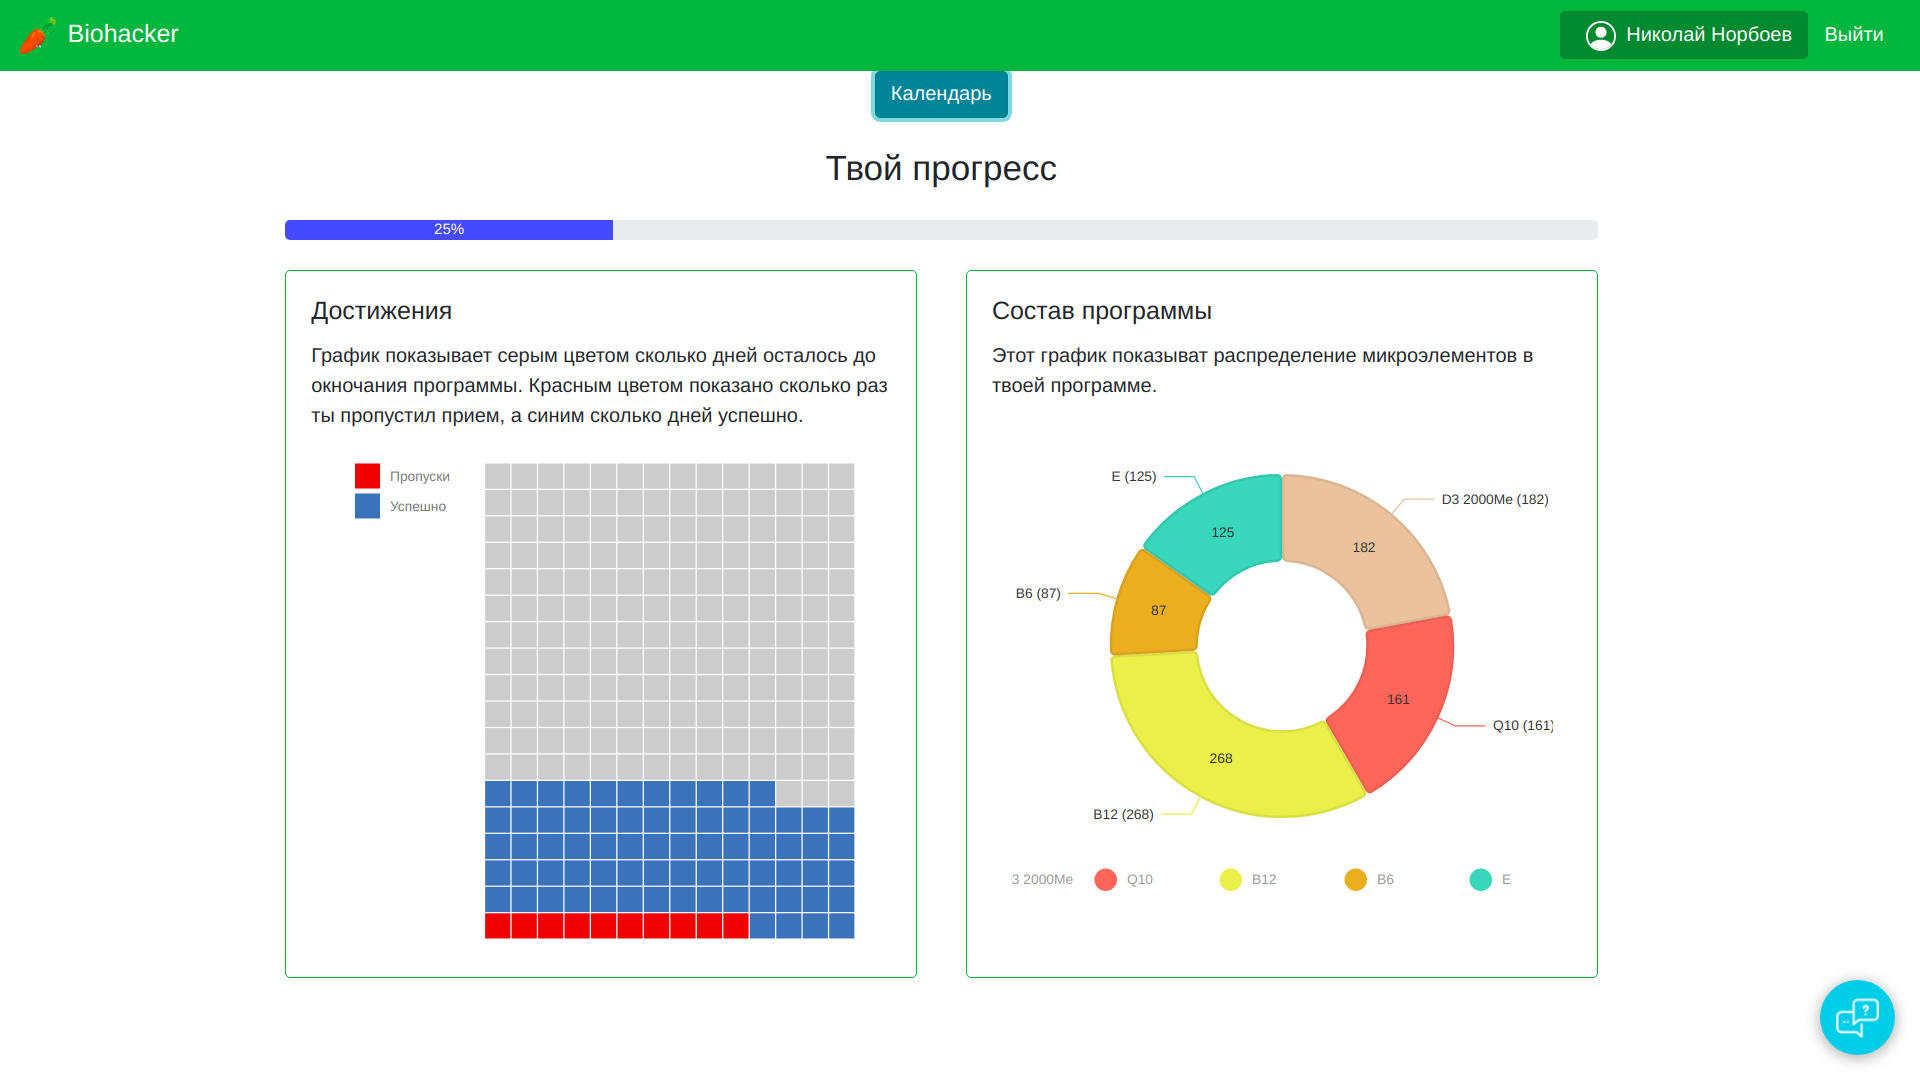 Biohacker
Николай Норбоев
Выйти
Календарь
Твой прогресс
25%
Достижения
График показывает серым цветом сколько дней осталось до
окночания программы. Красным цветом показано сколько раз
ты пропустил прием, а синим сколько дней успешно.
Пропуски
Успешно
Состав программы
Этот график показыват распределение микроэлементов в
твоей программе.
E (125)
D3 2000Me (182)
125
182
B6 (87)
87
161
Q10 (161)
268
B12 (268)
3 2000Me
Q10
B12
B6
E
?